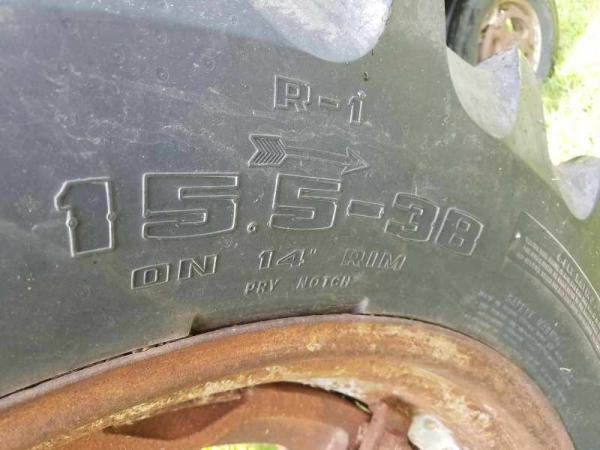 R-1
15.5-38
ON 14" RIM
PRY NOTCH